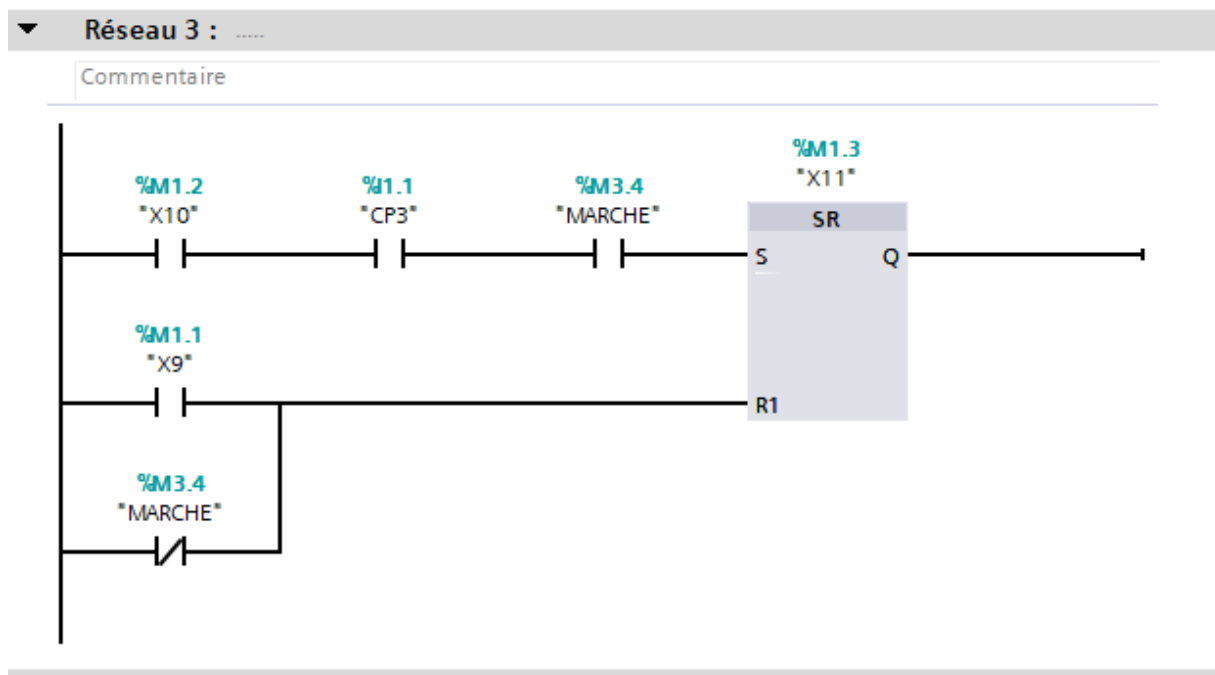 Réseau 3 : .....
Commentaire
%M1.3
"X11"
%M1.2 %I1.1 %M3.4
"X10" "CP3" "MARCHE"
SR
S Q
%M1.1
"X9"
R1
%M3.4
"MARCHE"